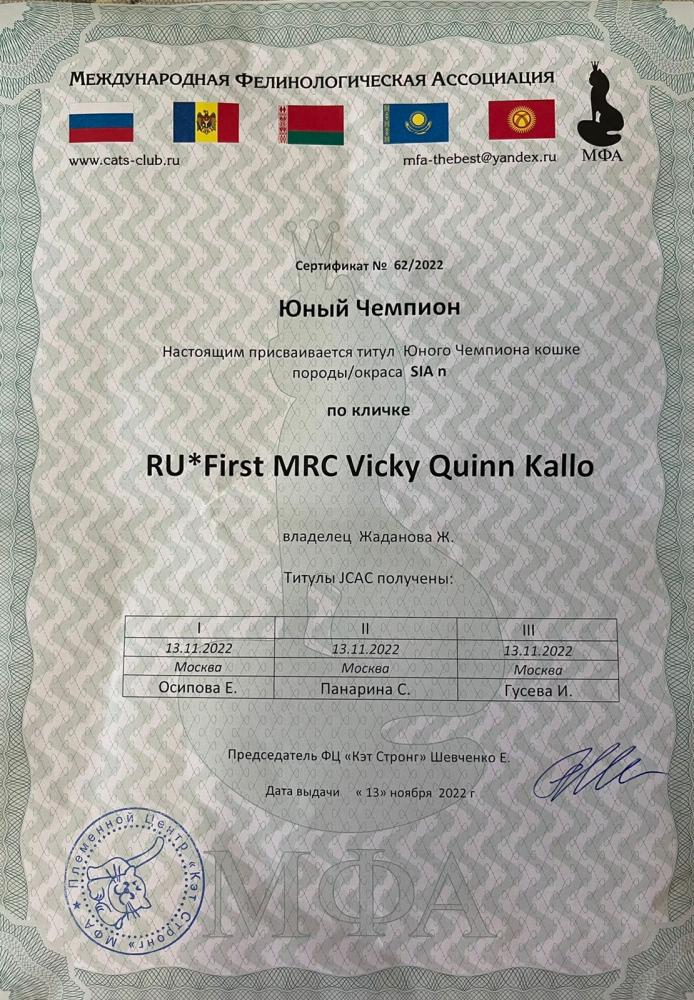 Международная Фелинологическая Ассоциация
www.cats-club.ru
mfa-thebest@yandex.ru
МФА
Сертификат № 62/2022
Юный Чемпион
Настоящим присваивается титул Юного Чемпиона кошке
породы/окраса SIA n
по кличке
RU*First MRC Vicky Quinn Kallo
владелец Жаданова Ж.
Титулы JCAC получены:
I II III
13.11.2022 13.11.2022 13.11.2022
Москва Москва Москва
Осипова Е. Панарина С. Гусева И.
Председатель ФЦ «Кэт Стронг» Шевченко Е.
Дата выдачи « 13» ноября 2022 г
Племенной Центр «Кэт Стронг» МФА
МФА